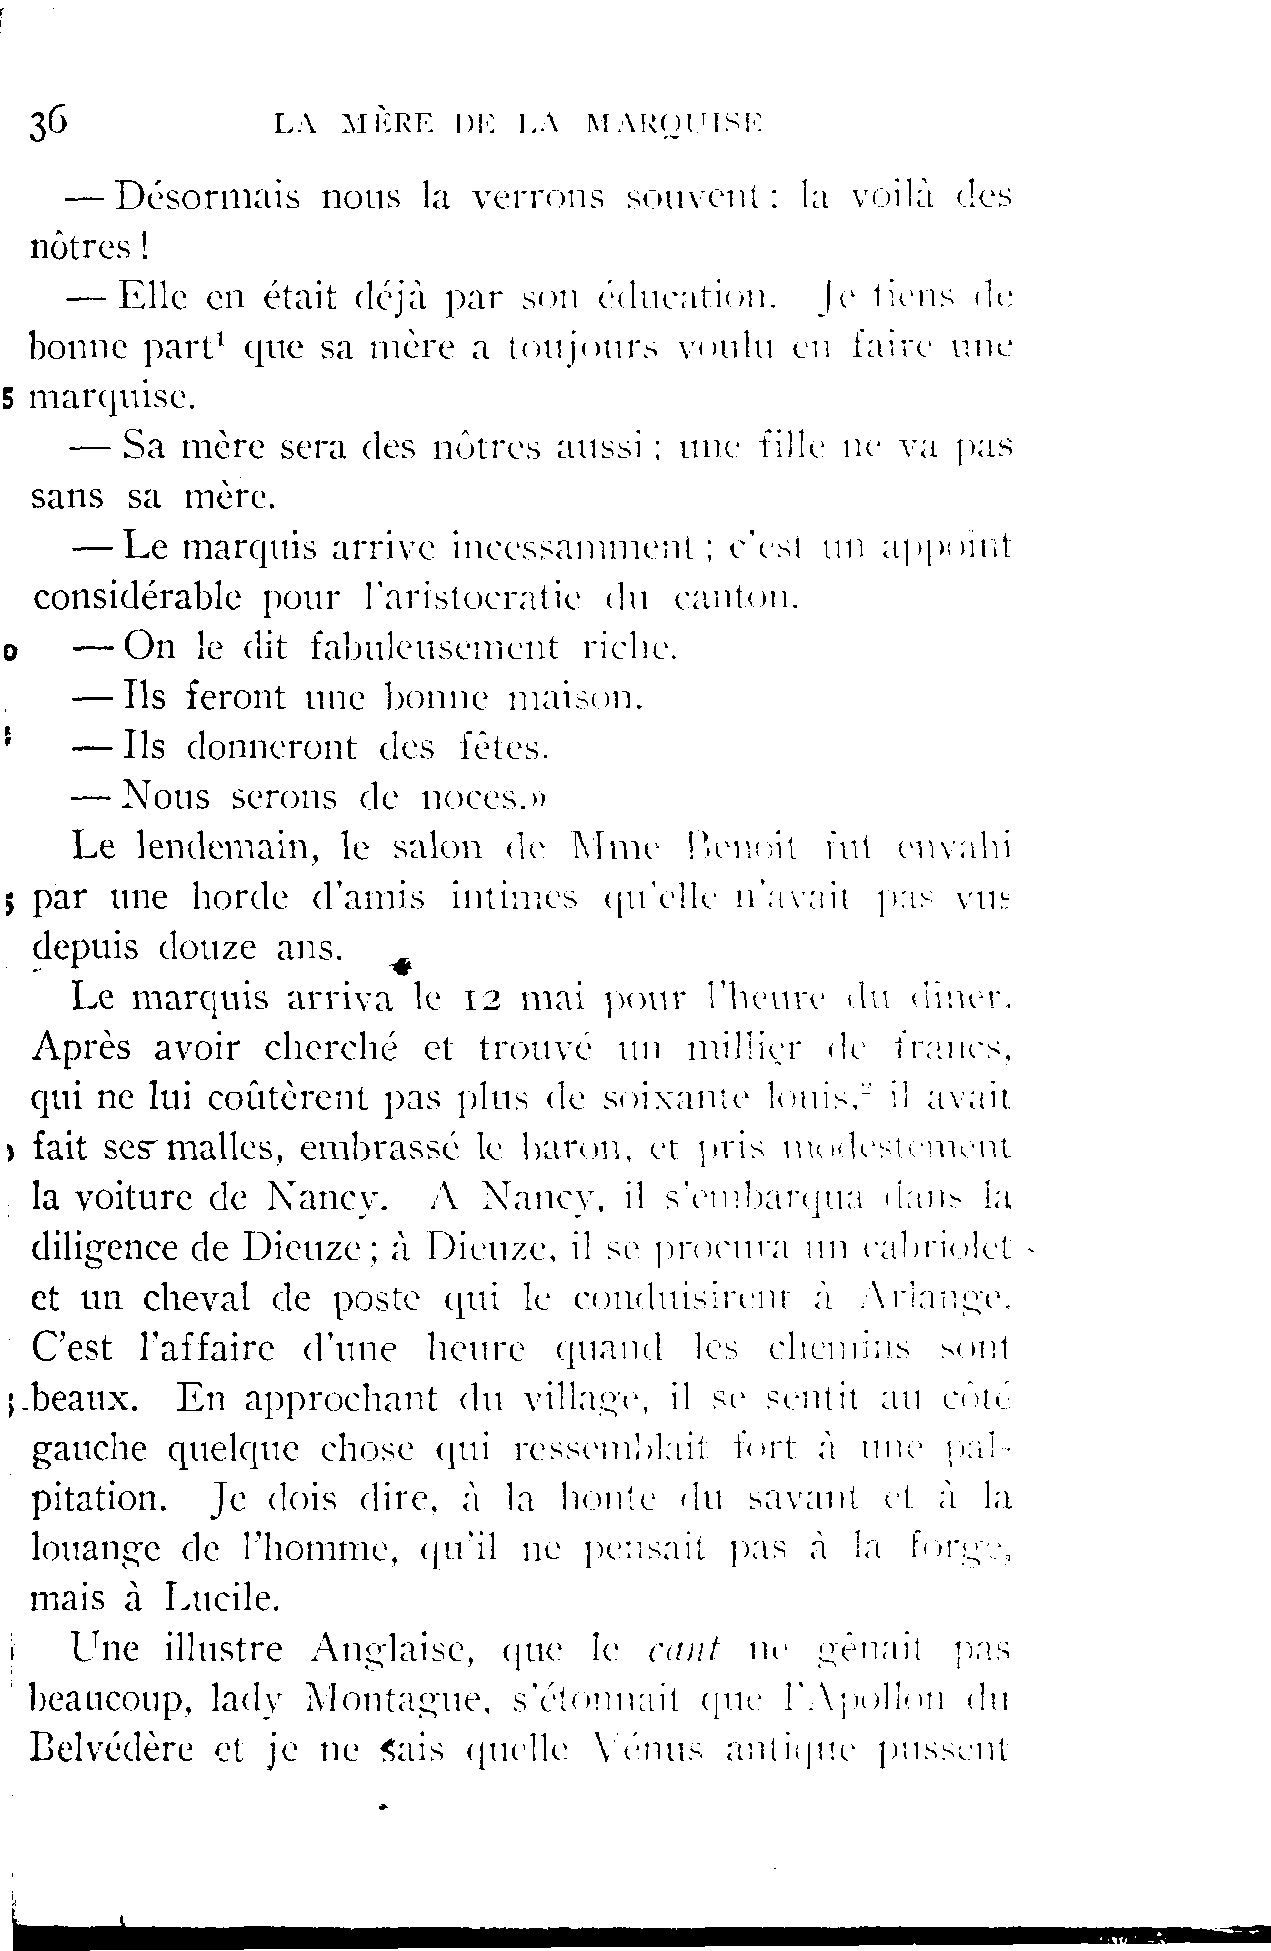 36 LA MÈRE DE LA MARQUISE
— Désormais nous la verrons souvent : la voilà des
nôtres !
— Elle en était déjà par son éducation. Je tiens de
bonne part¹ que sa mère a toujours voulu en faire une
5 marquise.
— Sa mère sera des nôtres aussi ; une fille ne va pas
sans sa mère.
— Le marquis arrive incessamment ; c'est un appoint
considérable pour l'aristocratie du canton.
0 — On le dit fabuleusement riche.
— Ils feront une bonne maison.
— Ils donneront des fêtes.
— Nous serons de noces.»
Le lendemain, le salon de Mme Benoit fut envahi
5 par une horde d'amis intimes qu'elle n'avait pas vus
depuis douze ans.
Le marquis arriva le 12 mai pour l'heure du dîner.
Après avoir cherché et trouvé un millier de francs,
qui ne lui coûtèrent pas plus de soixante louis,² il avait
fait ses malles, embrassé le baron, et pris modestement
la voiture de Nancy. A Nancy, il s'embarqua dans la
diligence de Dieuze ; à Dieuze, il se procura un cabriolet
et un cheval de poste qui le conduisirent à Arlange.
C'est l'affaire d'une heure quand les chemins sont
5 beaux. En approchant du village, il se sentit au côté
gauche quelque chose qui ressemblait fort à une pal-
pitation. Je dois dire, à la honte du savant et à la
louange de l'homme, qu'il ne pensait pas à la forge,
mais à Lucile.
Une illustre Anglaise, que le cant ne gênait pas
beaucoup, lady Montague, s'étonnait que l'Apollon du
Belvédère et je ne sais quelle Vénus antique pussent